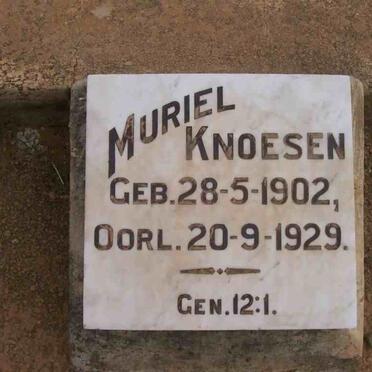 MURIEL
KNOESEN
GEB. 28-5-1902,
OORL. 20-9-1929.
GEN. 12:1.